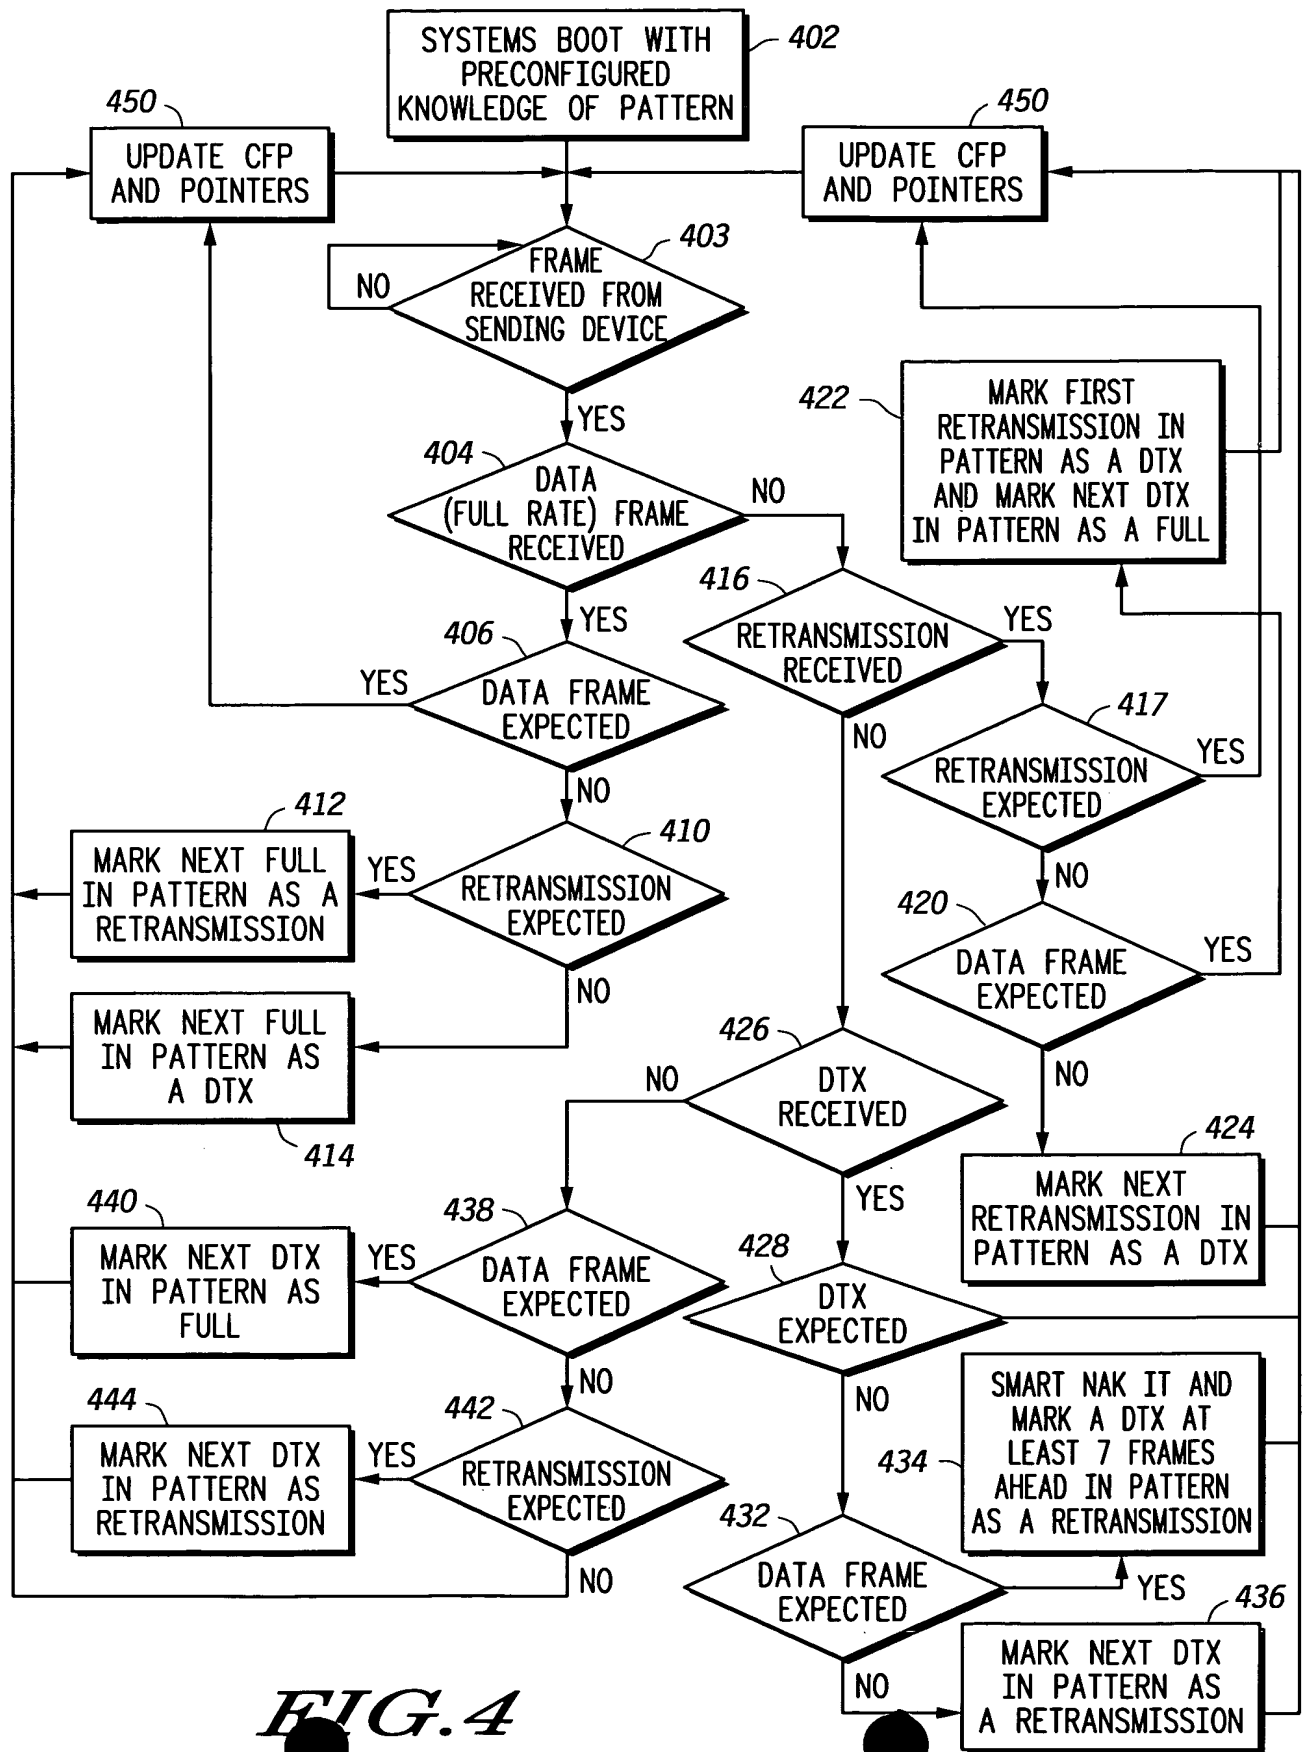 SYSTEMS BOOT WITH
PRECONFIGURED
KNOWLEDGE OF PATTERN
402
450
UPDATE CFP
AND POINTERS
450
UPDATE CFP
AND POINTERS
403
FRAME
RECEIVED FROM
SENDING DEVICE
NO
YES
404
DATA
(FULL RATE) FRAME
RECEIVED
NO
YES
422
MARK FIRST
RETRANSMISSION IN
PATTERN AS A DTX
AND MARK NEXT DTX
IN PATTERN AS A FULL
416
RETRANSMISSION
RECEIVED
YES
NO
406
DATA FRAME
EXPECTED
YES
NO
417
RETRANSMISSION
EXPECTED
YES
NO
412
MARK NEXT FULL
IN PATTERN AS A
RETRANSMISSION
YES
410
RETRANSMISSION
EXPECTED
NO
420
DATA FRAME
EXPECTED
YES
NO
MARK NEXT FULL
IN PATTERN AS
A DTX
414
426
DTX
RECEIVED
NO
YES
424
MARK NEXT
RETRANSMISSION IN
PATTERN AS A DTX
440
MARK NEXT DTX
IN PATTERN AS
FULL
YES
438
DATA FRAME
EXPECTED
NO
428
DTX
EXPECTED
NO
434
SMART NAK IT AND
MARK A DTX AT
LEAST 7 FRAMES
AHEAD IN PATTERN
AS A RETRANSMISSION
444
MARK NEXT DTX
IN PATTERN AS
RETRANSMISSION
YES
442
RETRANSMISSION
EXPECTED
NO
432
DATA FRAME
EXPECTED
YES
NO
436
MARK NEXT DTX
IN PATTERN AS
A RETRANSMISSION
FIG.4